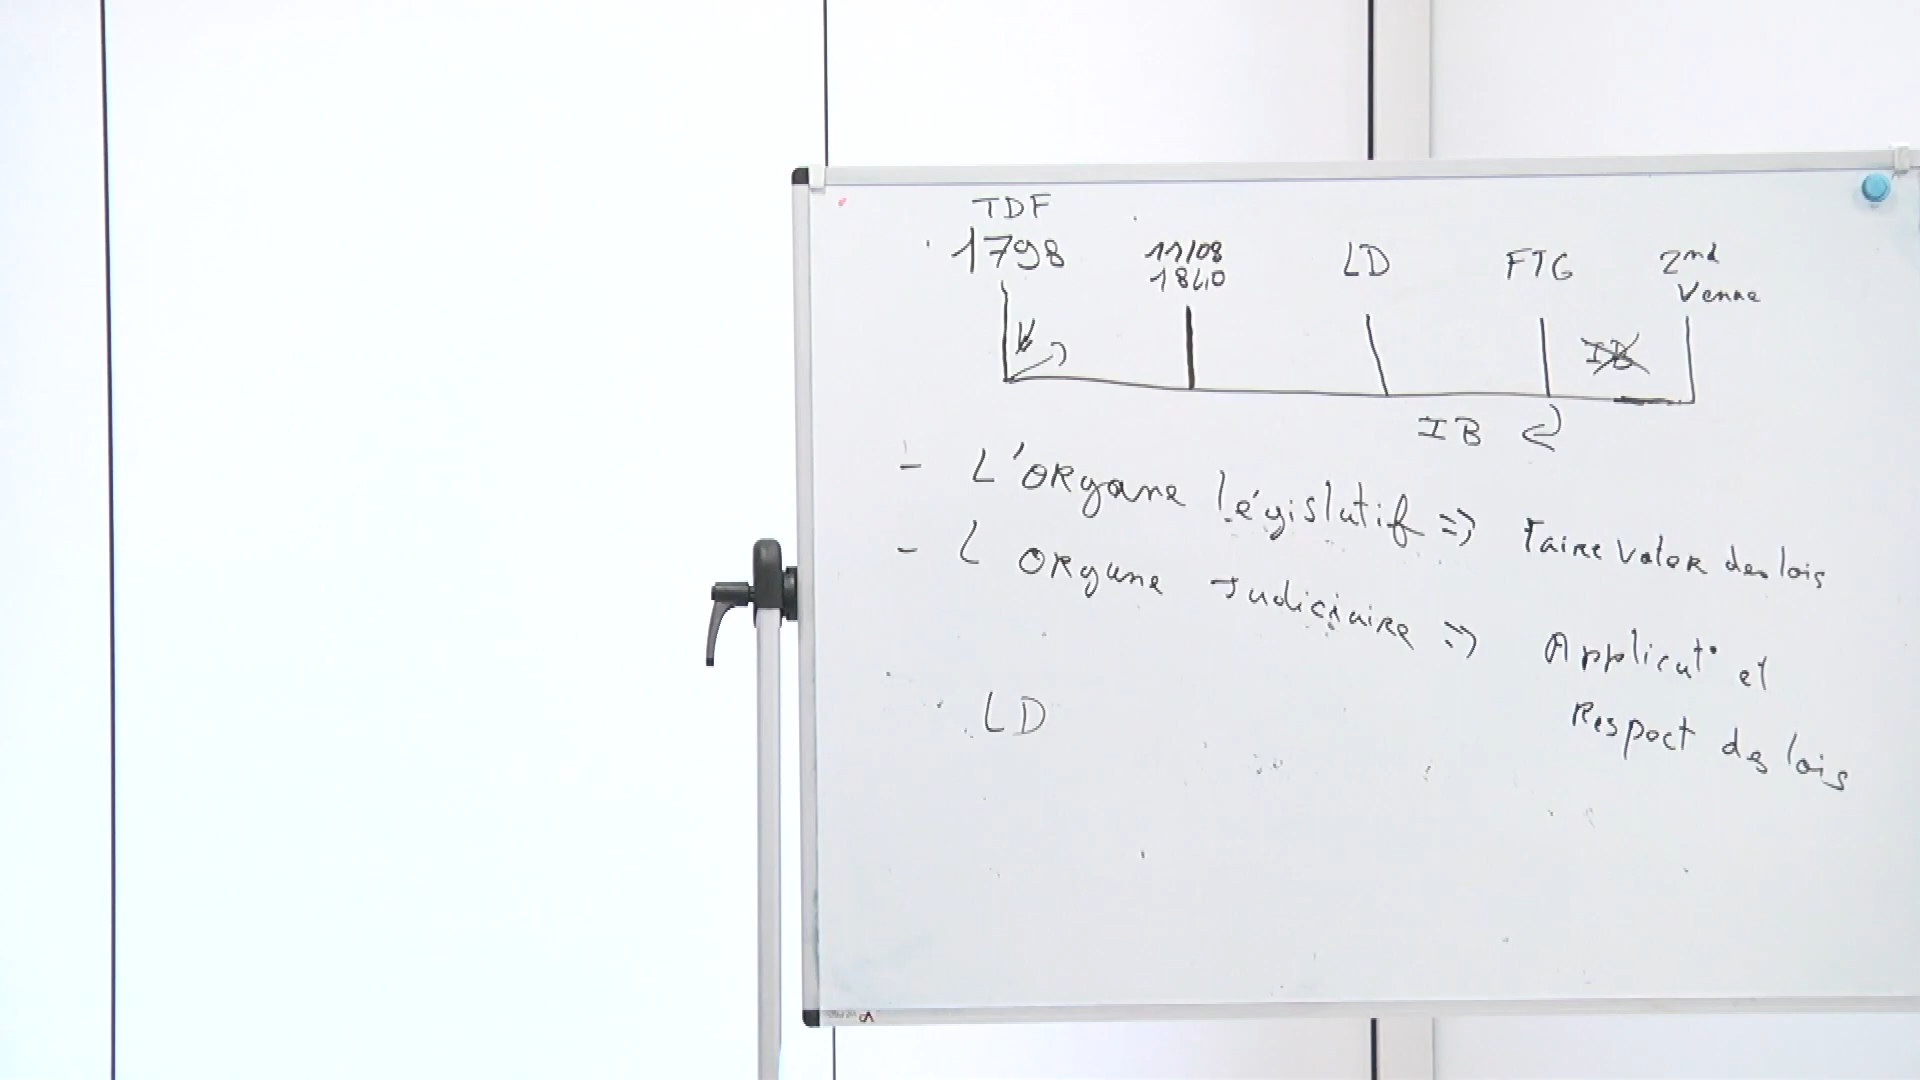 TDF
1798
11/08
1840
LD
FTG
2nd
Venue
IB
IB
- L'ORgane législatif => Faire valoR des lois
- L ORgane Judiciaire => Applicat° et
Respect des lois
LD